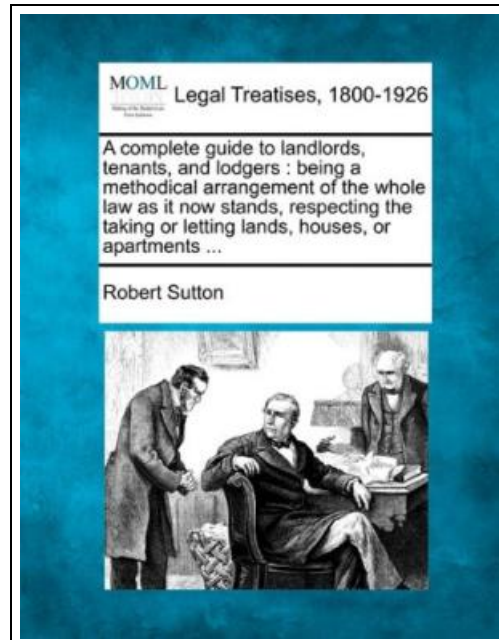 MOML
Legal Treatises, 1800-1926
A complete guide to landlords,
tenants, and lodgers : being a
methodical arrangement of the whole
law as it now stands, respecting the
taking or letting lands, houses, or
apartments ...
Robert Sutton